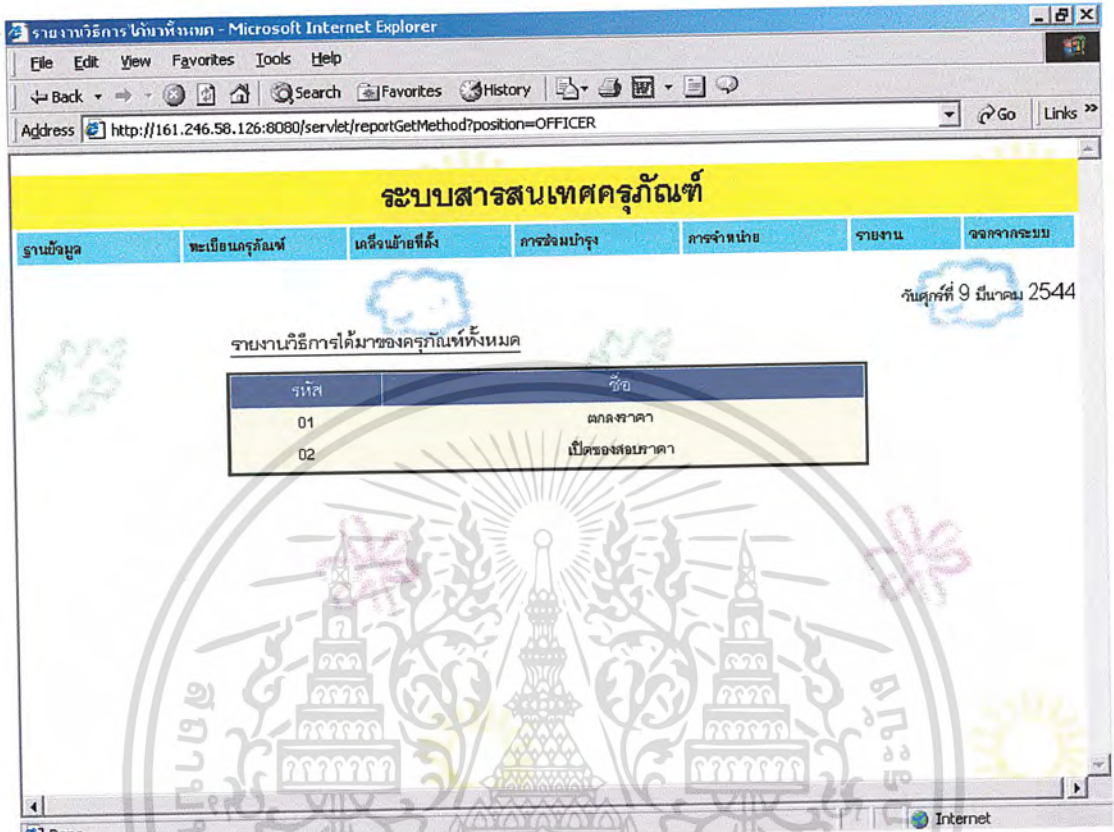 รายงานวิธีการได้มาทั้งหมด - Microsoft Internet Explorer
File Edit View Favorites Tools Help
Back Search Favorites History
Address http://161.246.58.126:8080/servlet/reportGetMethod?position=OFFICER Go Links »
ระบบสารสนเทศครุภัณฑ์
ฐานข้อมูล ทะเบียนครุภัณฑ์ เคลื่อนย้ายที่ตั้ง การซ่อมบำรุง การจำหน่าย รายงาน ออกจากระบบ
วันศุกร์ที่ 9 มีนาคม 2544
รายงานวิธีการได้มาของครุภัณฑ์ทั้งหมด
รหัส ชื่อ
01 ตกลงราคา
02 เปิดซองสอบราคา
Internet